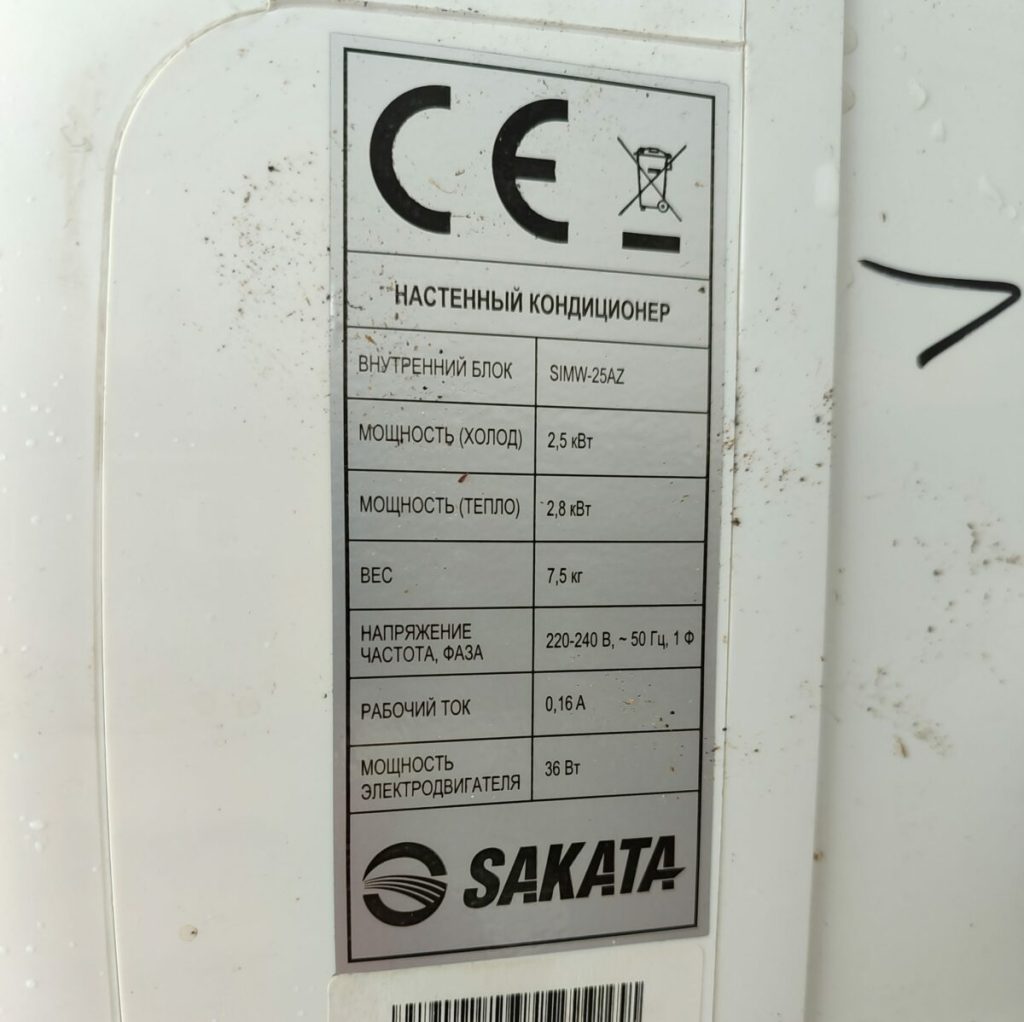 CE
НАСТЕННЫЙ КОНДИЦИОНЕР
ВНУТРЕННИЙ БЛОК SIMW-25AZ
МОЩНОСТЬ (ХОЛОД) 2,5 кВт
МОЩНОСТЬ (ТЕПЛО) 2,8 кВт
ВЕС 7,5 кг
НАПРЯЖЕНИЕ
ЧАСТОТА, ФАЗА 220-240 В, ~ 50 Гц, 1 Ф
РАБОЧИЙ ТОК 0,16 А
МОЩНОСТЬ
ЭЛЕКТРОДВИГАТЕЛЯ 36 Вт
SAKATA